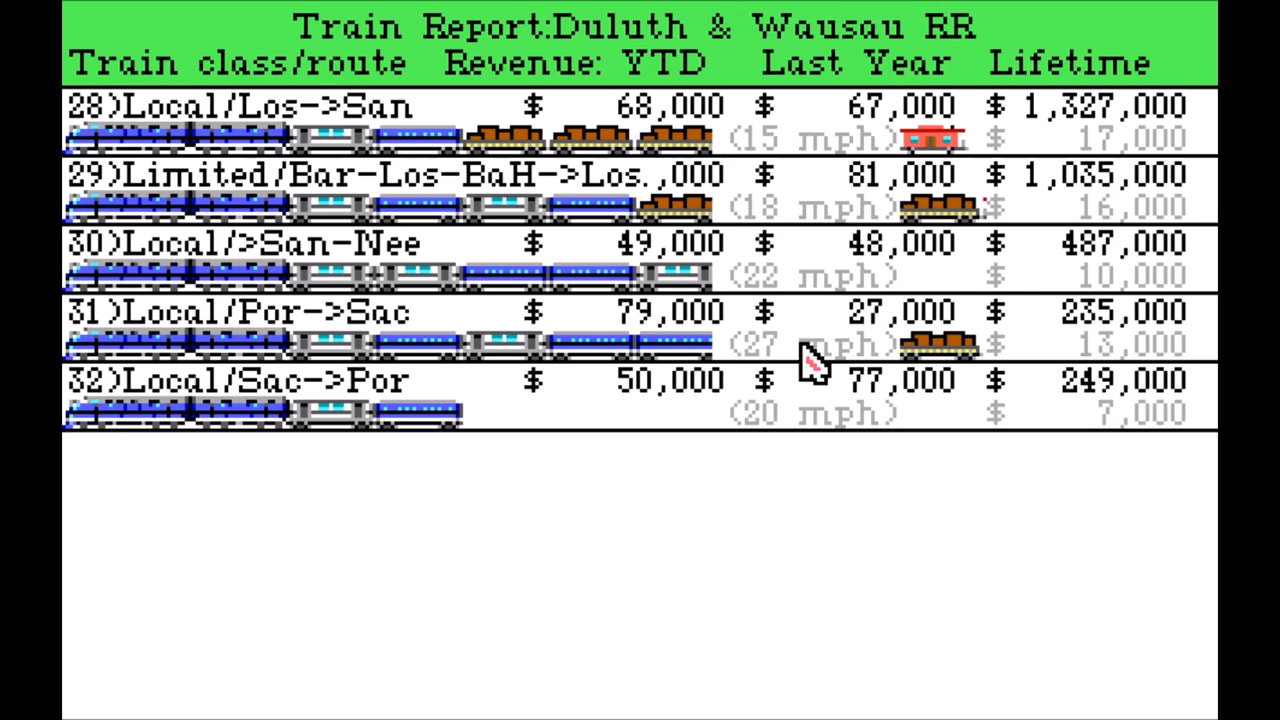 Train Report:Duluth & Wausau RR
Train class/route Revenue: YTD Last Year Lifetime
28)Local/Los->San $ 68,000 $ 67,000 $ 1,327,000
(15 mph) $ 17,000
29)Limited/Bar-Los-BaH->Los.,000 $ 81,000 $ 1,035,000
(18 mph) $ 16,000
30)Local/>San-Nee $ 49,000 $ 48,000 $ 487,000
(22 mph) $ 10,000
31)Local/Por->Sac $ 79,000 $ 27,000 $ 235,000
(27 mph) $ 13,000
32)Local/Sac->Por $ 50,000 $ 77,000 $ 249,000
(20 mph) $ 7,000